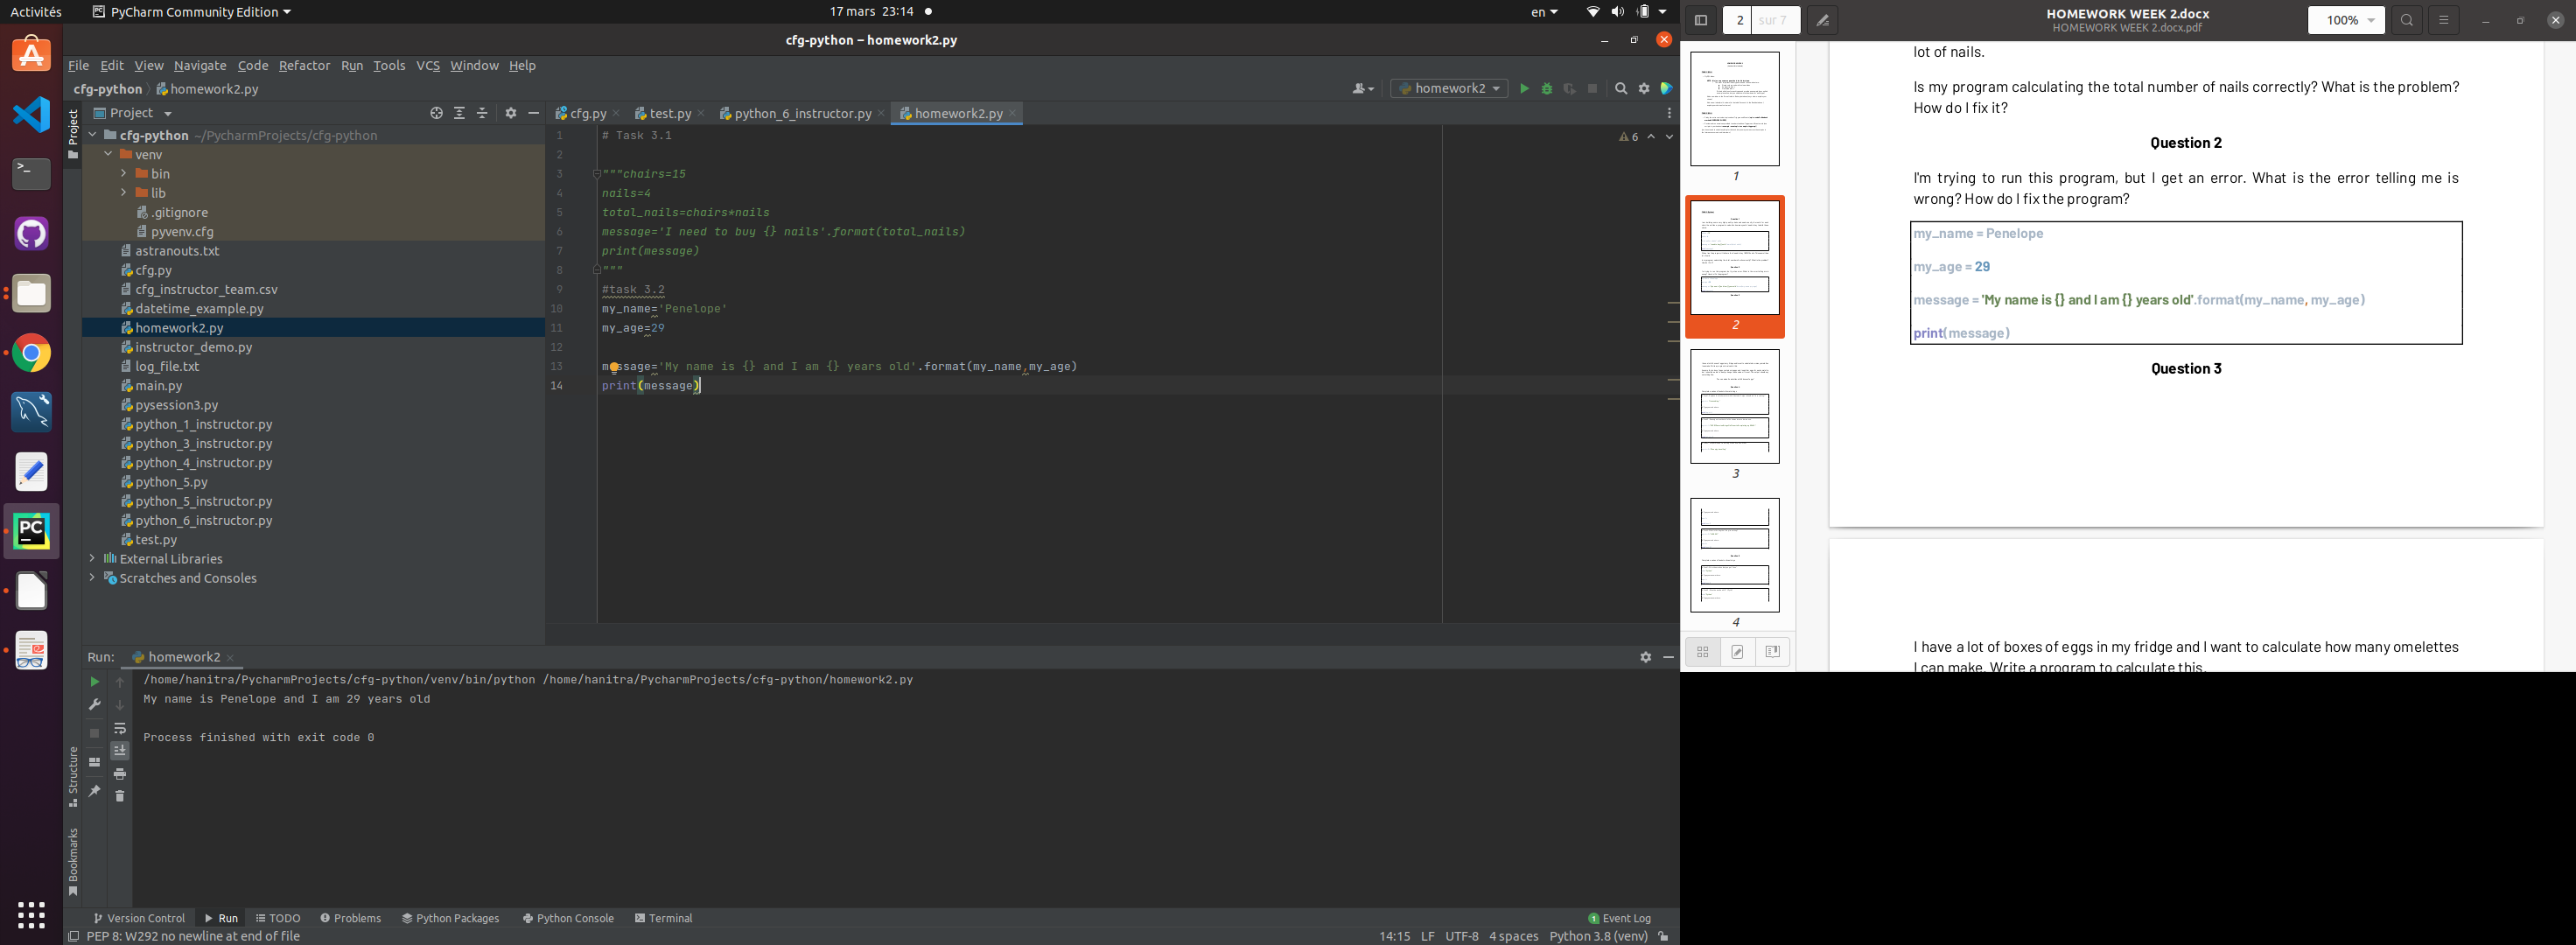 Activités
PyCharm Community Edition
17 mars 23:14
en
cfg-python – homework2.py
File Edit View Navigate Code Refactor Run Tools VCS Window Help
cfg-python homework2.py
homework2
Project
Project
cfg.py test.py python_6_instructor.py homework2.py
cfg-python ~/PycharmProjects/cfg-python
venv
bin
lib
.gitignore
pyvenv.cfg
astranouts.txt
cfg.py
cfg_instructor_team.csv
datetime_example.py
homework2.py
instructor_demo.py
log_file.txt
main.py
pysession3.py
python_1_instructor.py
python_3_instructor.py
python_4_instructor.py
python_5.py
python_5_instructor.py
python_6_instructor.py
test.py
External Libraries
Scratches and Consoles
6
1 # Task 3.1
2
3 """chairs=15
4 nails=4
5 total_nails=chairs*nails
6 message='I need to buy {} nails'.format(total_nails)
7 print(message)
8 """
9 #task 3.2
10 my_name='Penelope'
11 my_age=29
12
13 message='My name is {} and I am {} years old'.format(my_name,my_age)
14 print(message)
Run: homework2
/home/hanitra/PycharmProjects/cfg-python/venv/bin/python /home/hanitra/PycharmProjects/cfg-python/homework2.py
My name is Penelope and I am 29 years old
Process finished with exit code 0
Structure
Bookmarks
Version Control Run TODO Problems Python Packages Python Console Terminal
1 Event Log
PEP 8: W292 no newline at end of file
14:15 LF UTF-8 4 spaces Python 3.8 (venv)
2 sur 7
HOMEWORK WEEK 2.docx
HOMEWORK WEEK 2.docx.pdf
100%
1
2
3
4
lot of nails.
Is my program calculating the total number of nails correctly? What is the problem?
How do I fix it?
Question 2
I'm trying to run this program, but I get an error. What is the error telling me is
wrong? How do I fix the program?
my_name = Penelope
my_age = 29
message = 'My name is {} and I am {} years old'.format(my_name, my_age)
print(message)
Question 3
I have a lot of boxes of eggs in my fridge and I want to calculate how many omelettes
I can make. Write a program to calculate this.